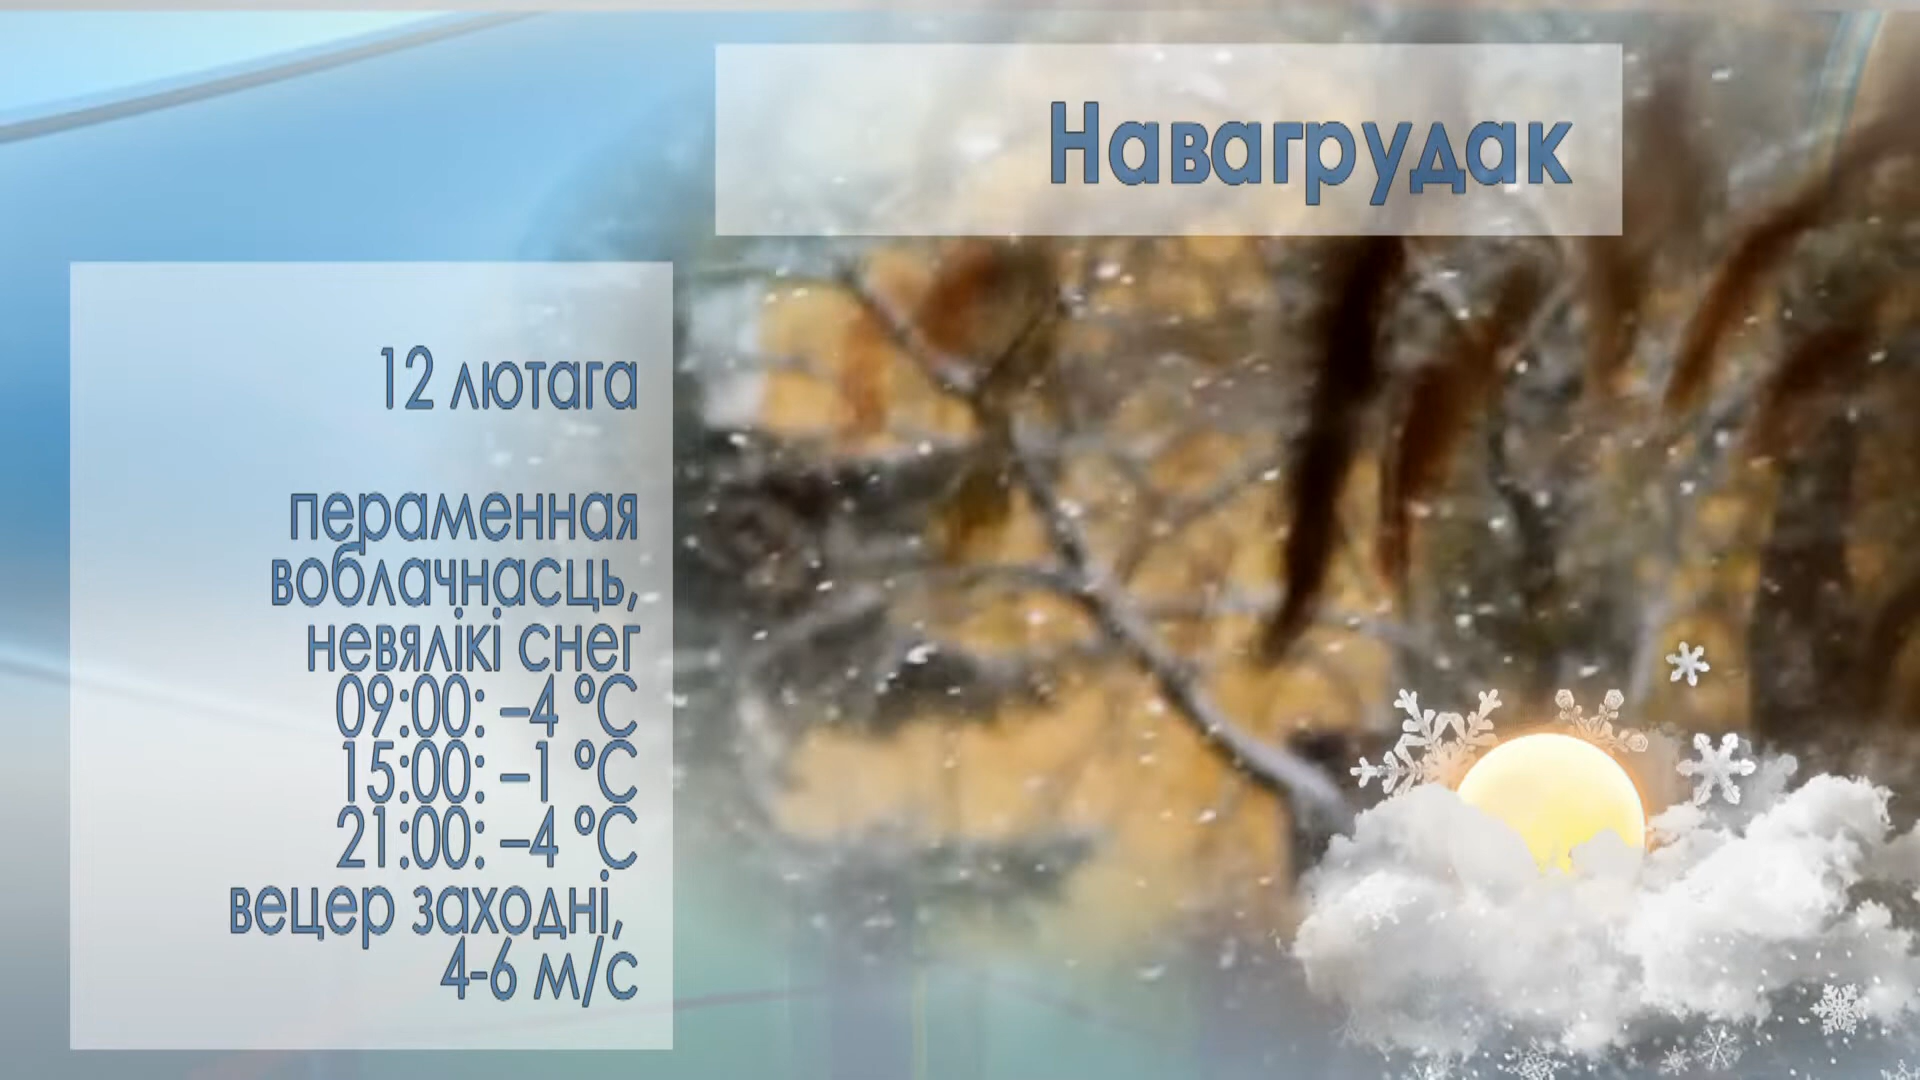 Навагрудак
12 лютага
пераменная
воблачнасць,
невялікі снег
09:00: –4 °C
15:00: –1 °C
21:00: –4 °C
вецер заходні,
4-6 м/с